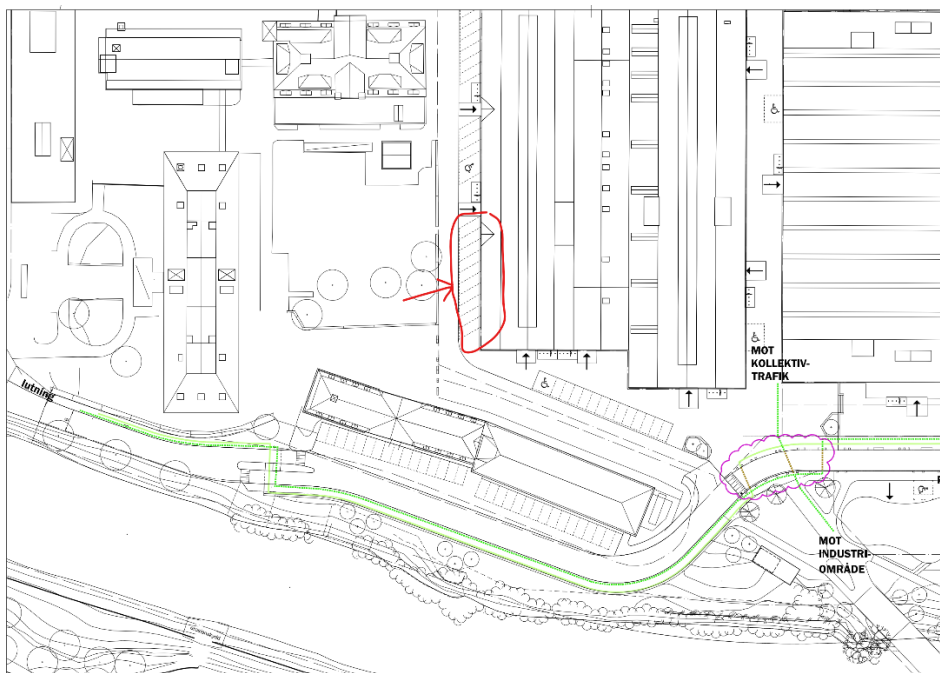 MOT
KOLLEKTIV-
TRAFIK
lutning
MOT
INDUSTRI-
OMRÅDE